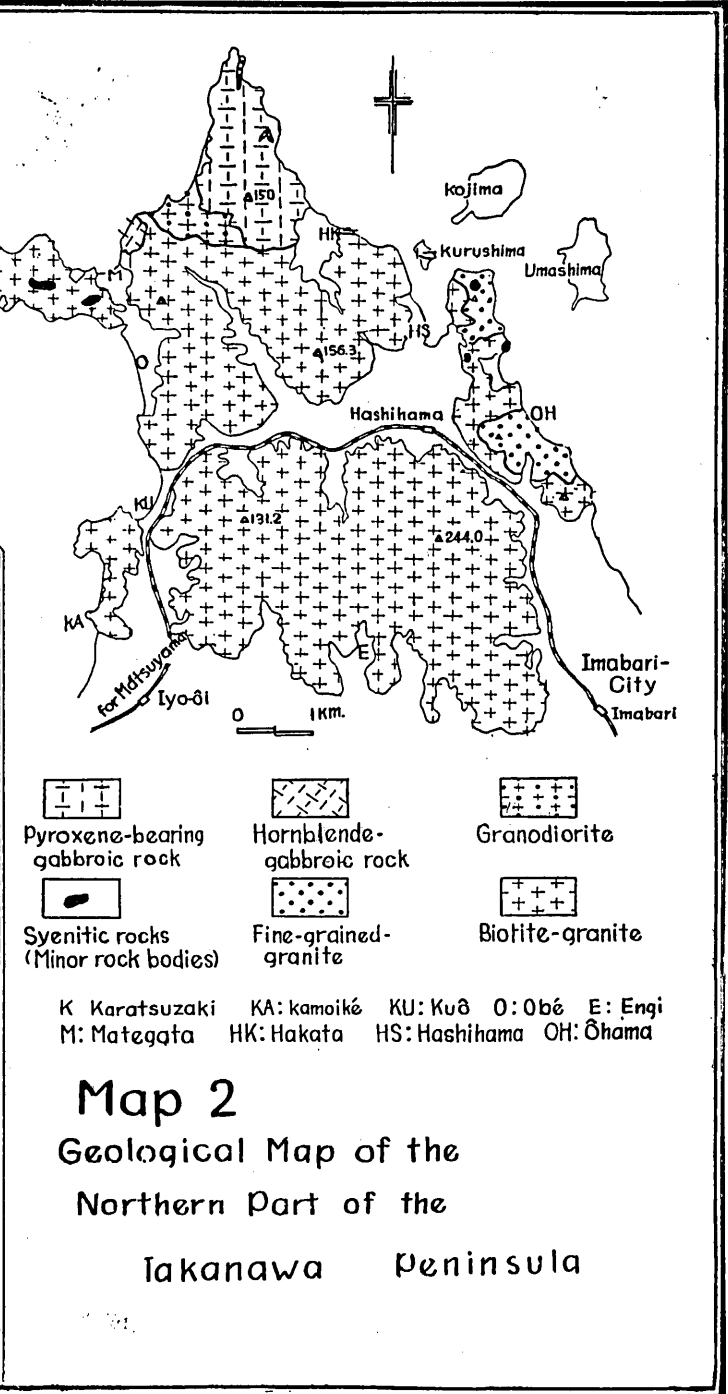 A
150
Kojima
HK
Kurushima
Umashima
M
156.3
HS
O
Hashihama
OH
KU
131.2
244.0
KA
E
for Matsuyama
Imabari-
City
Iyo-ôi
0 1 Km.
Imabari
Pyroxene-bearing
gabbroic rock
Hornblende-
gabbroic rock
Granodiorite
Syenitic rocks
(Minor rock bodies)
Fine-grained-
granite
Biotite-granite
K Karatsuzaki KA: kamoiké KU: Kuô O: Obé E: Engi
M: Mategata HK: Hakata HS: Hashihama OH: Ôhama
Map 2
Geological Map of the
Northern Part of the
Takanawa Peninsula